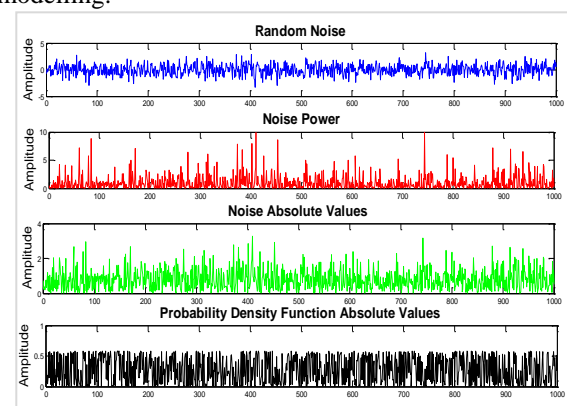 modelling.
Random Noise
Amplitude
5
0
-5
0 100 200 300 400 500 600 700 800 900 1000
Noise Power
Amplitude
10
5
0
0 100 200 300 400 500 600 700 800 900 1000
Noise Absolute Values
Amplitude
4
2
0
0 100 200 300 400 500 600 700 800 900 1000
Probability Density Function Absolute Values
Amplitude
1
0.5
0
0 100 200 300 400 500 600 700 800 900 1000